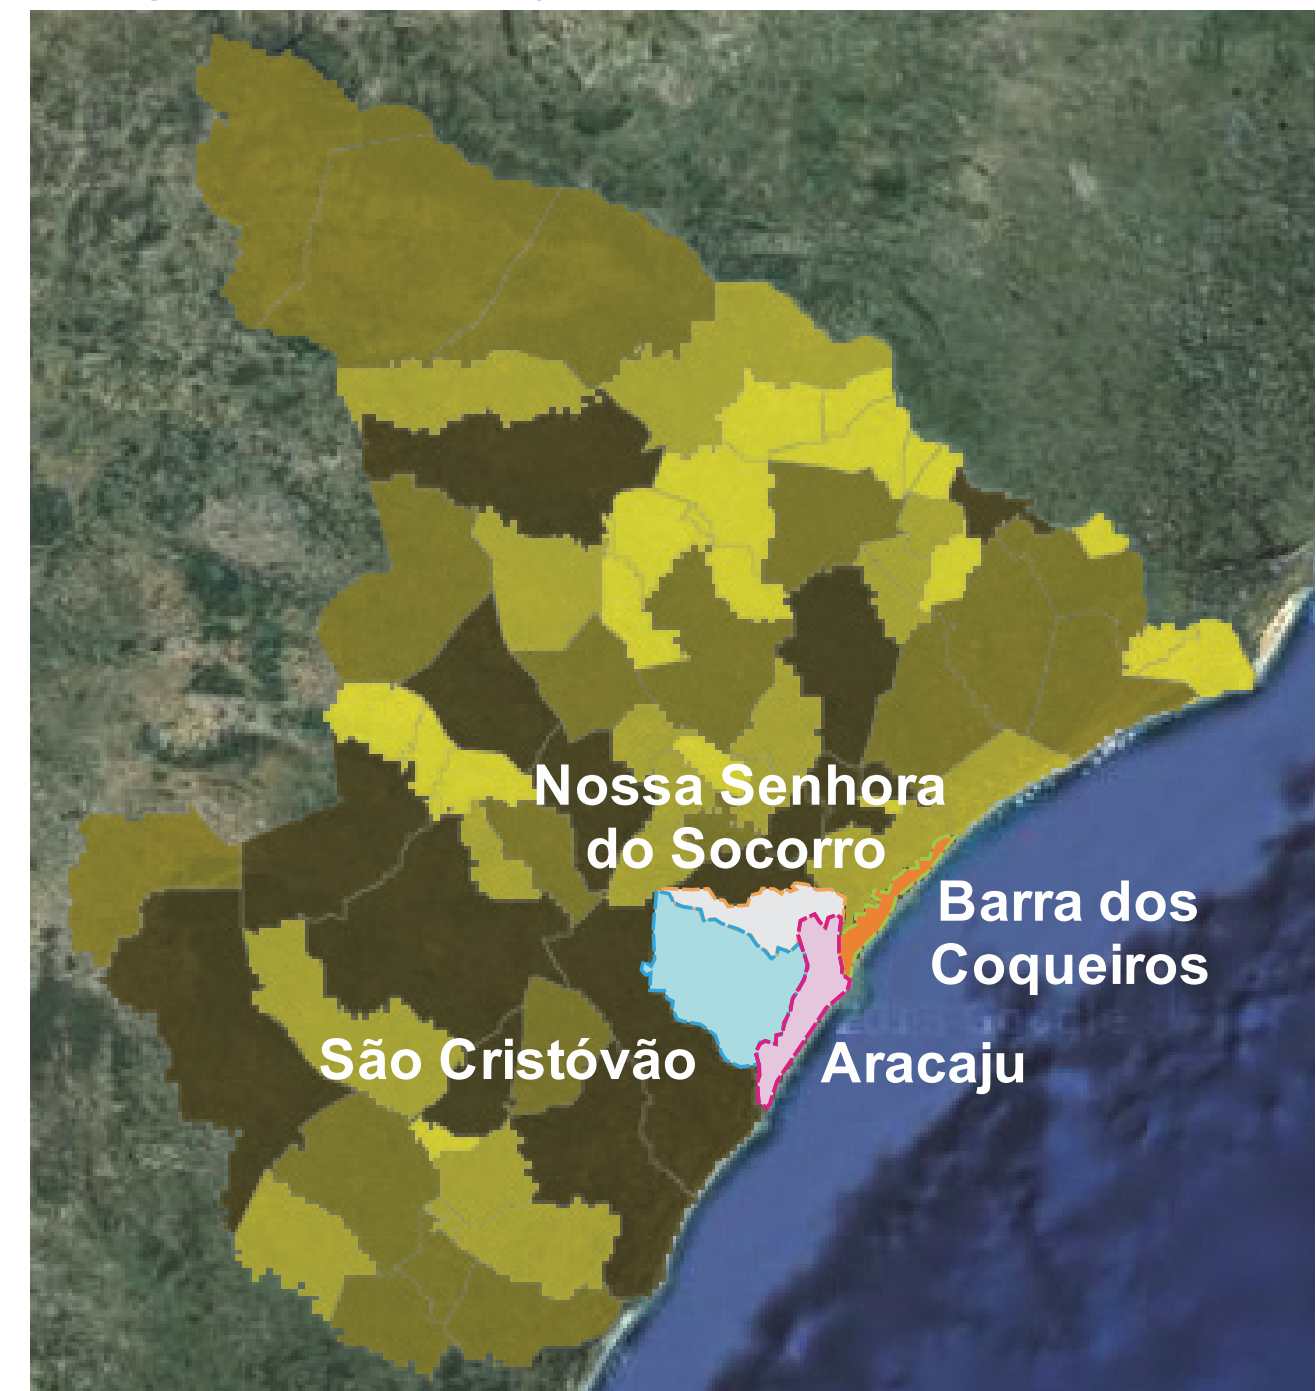 Nossa Senhora
do Socorro
Barra dos
Coqueiros
São Cristóvão
Aracaju